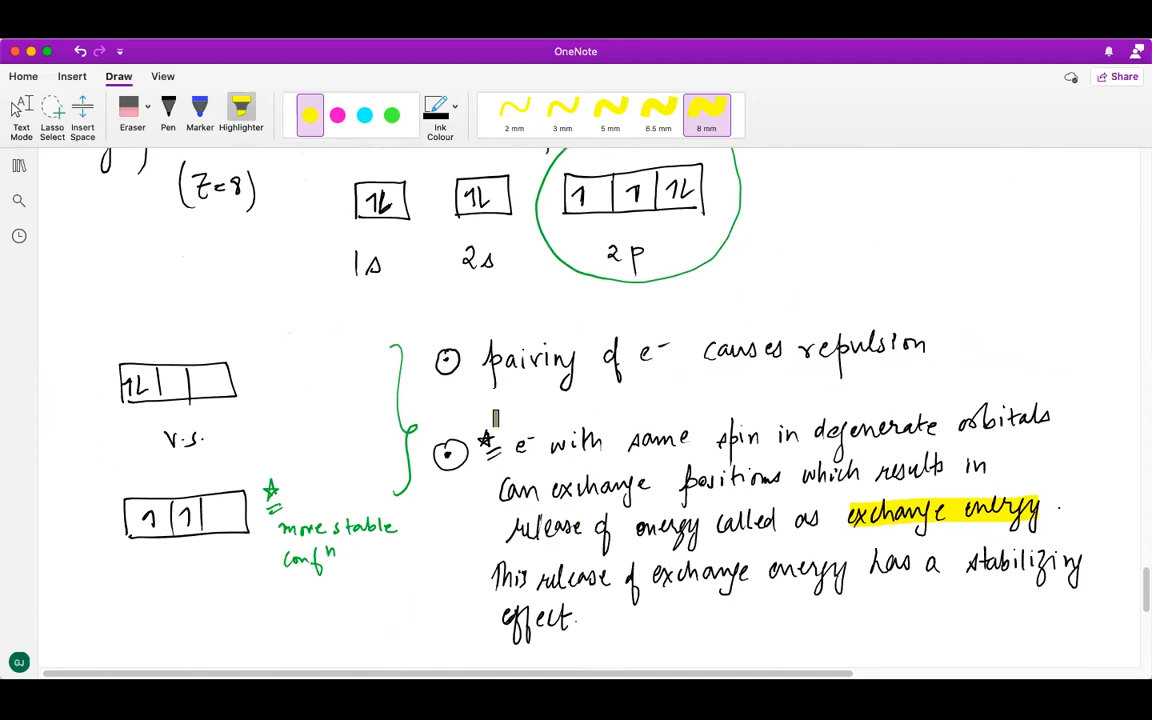 OneNote
Home Insert Draw View
Share
Text Mode
Lasso Select
Insert Space
Eraser
Pen
Marker
Highlighter
Ink Colour
2 mm
3 mm
5 mm
6.5 mm
8 mm
(Z=8)
1s 2s 2p
pairing of e- causes repulsion
v.s.
more stable
confn
e- with same spin in degenerate orbitals
can exchange positions which results in
release of energy called as exchange energy.
This release of exchange energy has a stabilizing
effect.
GJ